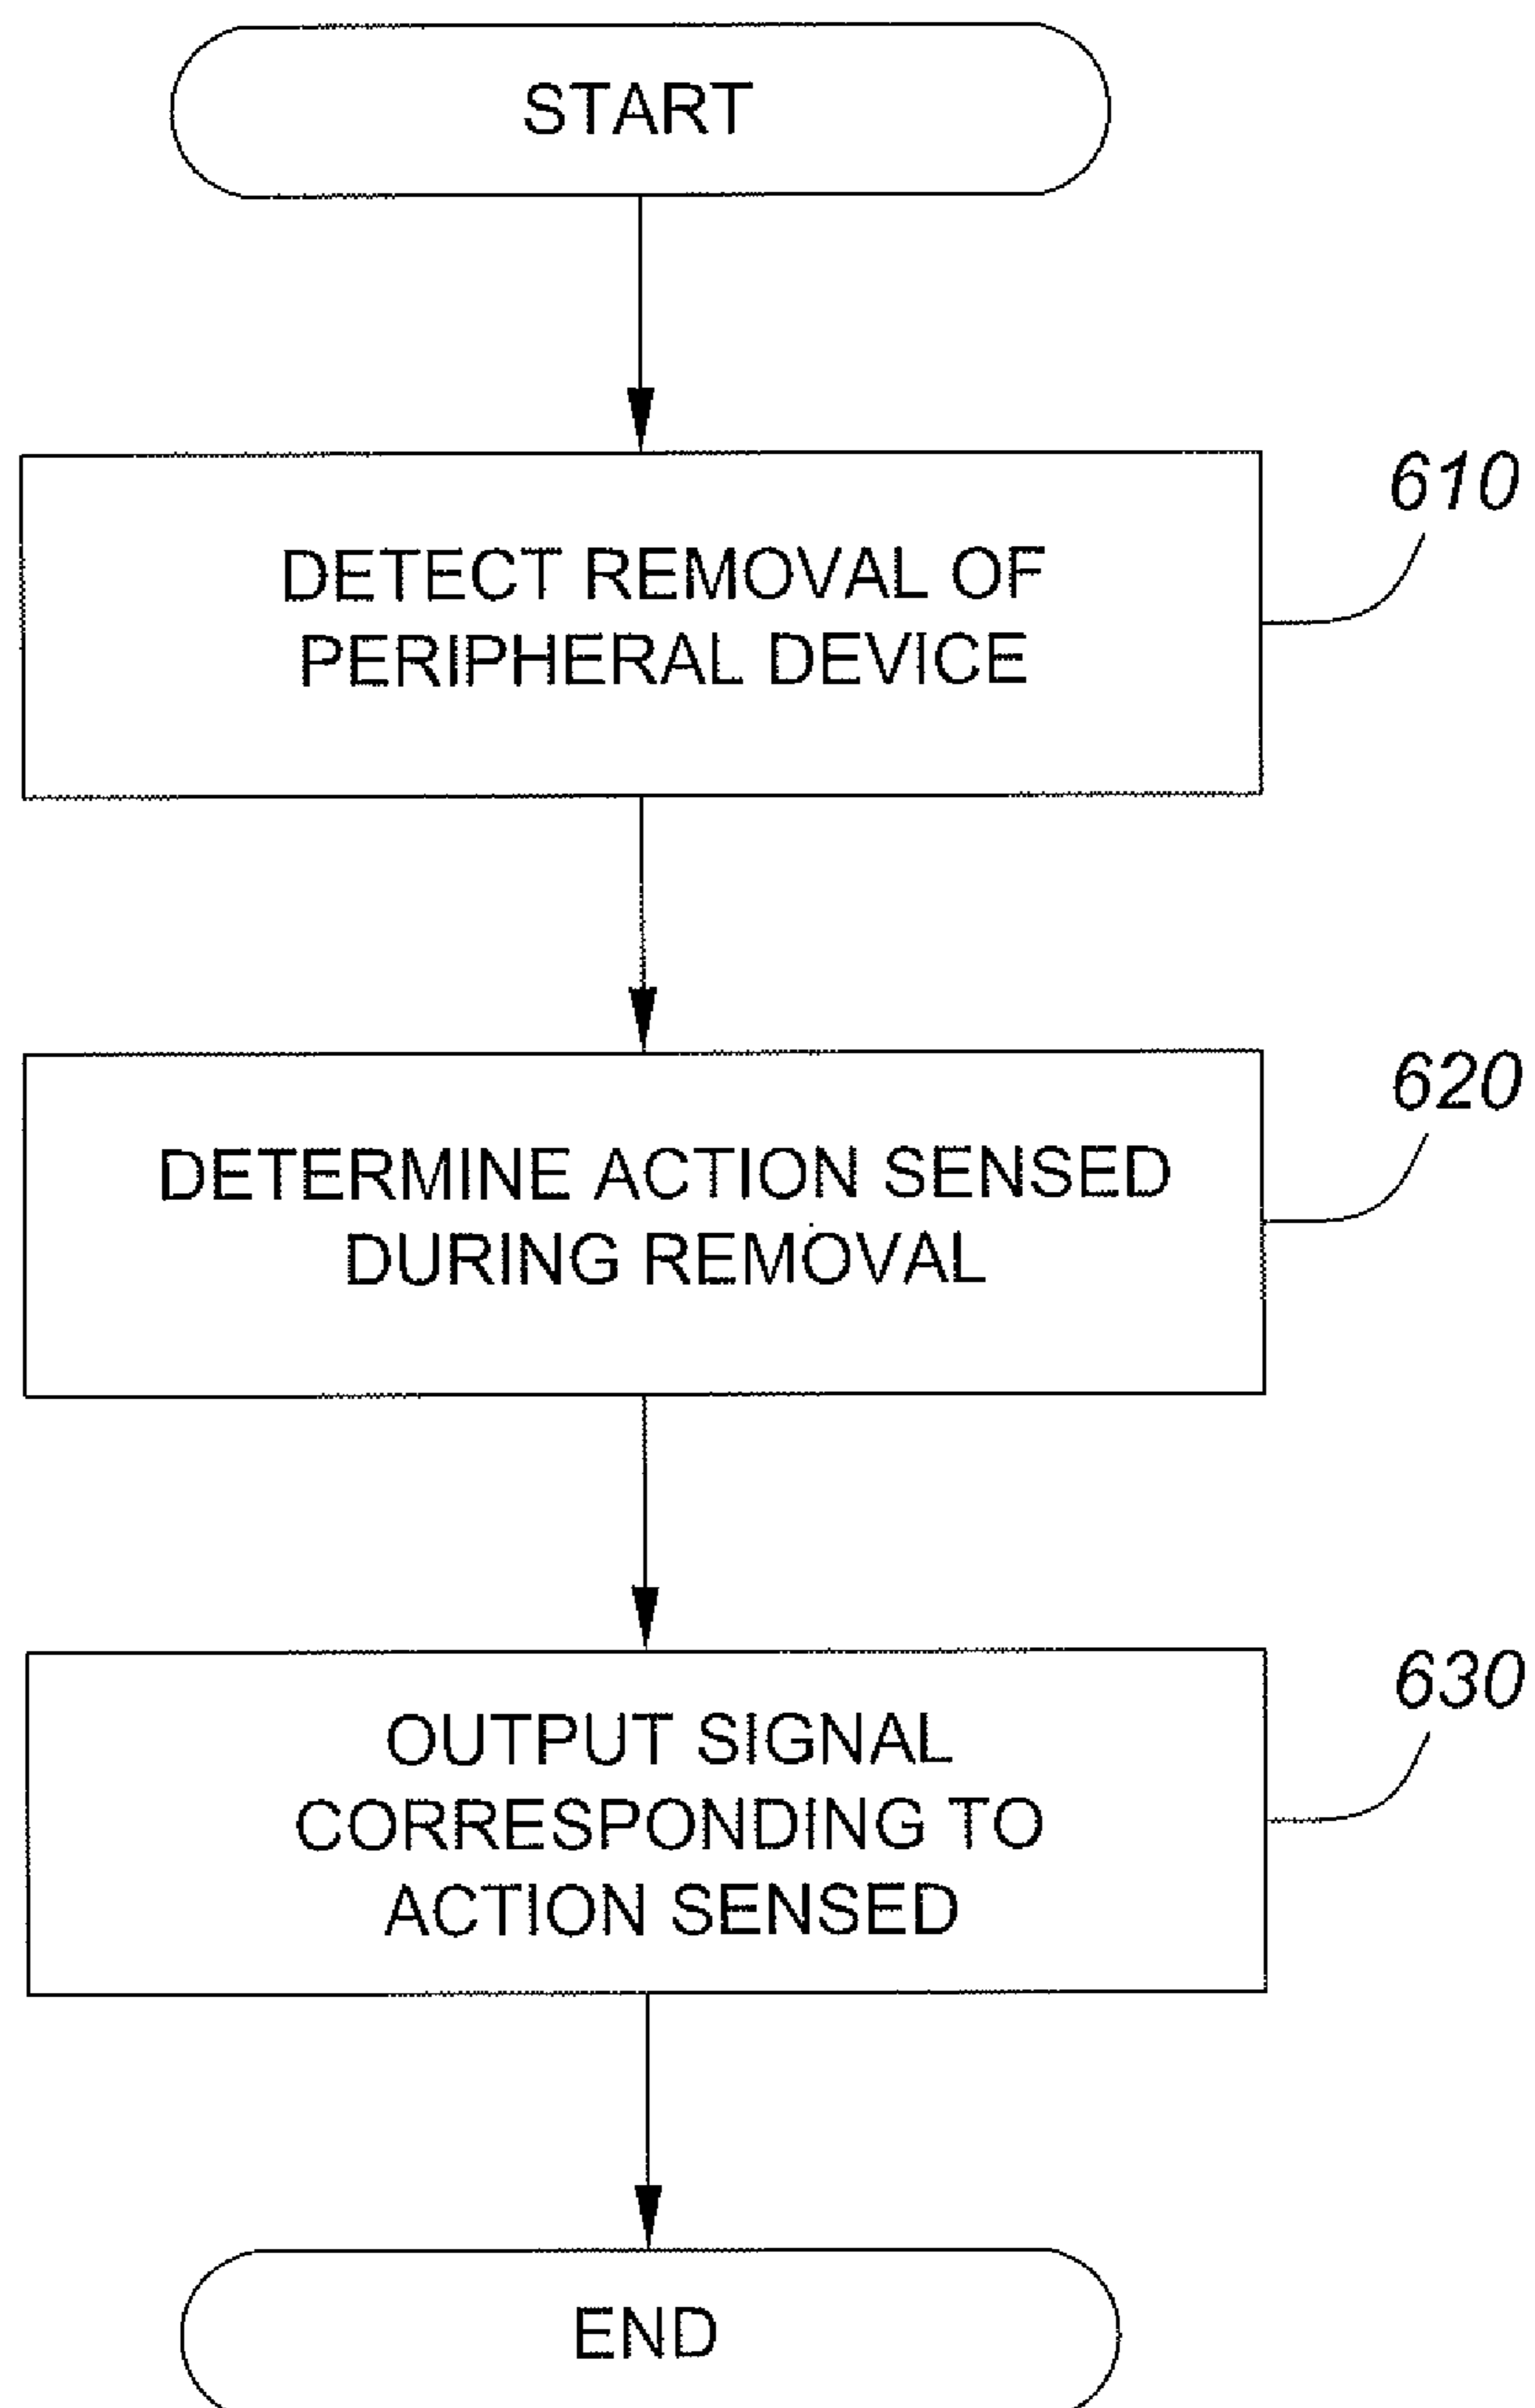 START
610
DETECT REMOVAL OF
PERIPHERAL DEVICE
620
DETERMINE ACTION SENSED
DURING REMOVAL
630
OUTPUT SIGNAL
CORRESPONDING TO
ACTION SENSED
END